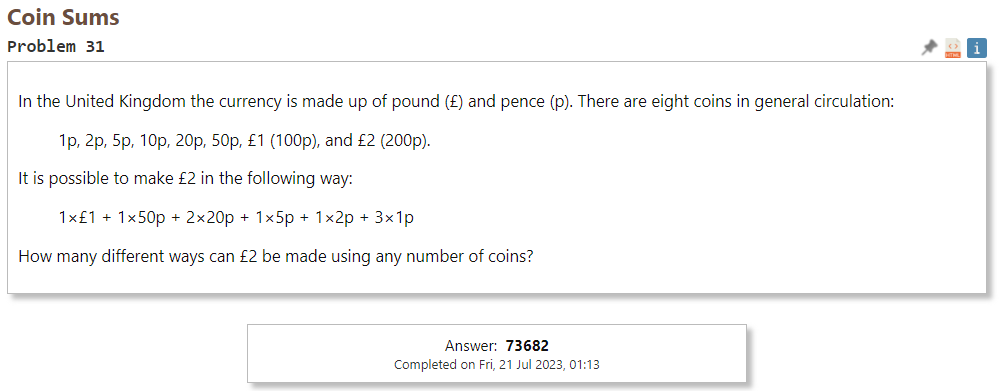 Coin Sums
Problem 31
In the United Kingdom the currency is made up of pound (£) and pence (p). There are eight coins in general circulation:
1p, 2p, 5p, 10p, 20p, 50p, £1 (100p), and £2 (200p).
It is possible to make £2 in the following way:
1×£1 + 1×50p + 2×20p + 1×5p + 1×2p + 3×1p
How many different ways can £2 be made using any number of coins?
Answer: 73682
Completed on Fri, 21 Jul 2023, 01:13